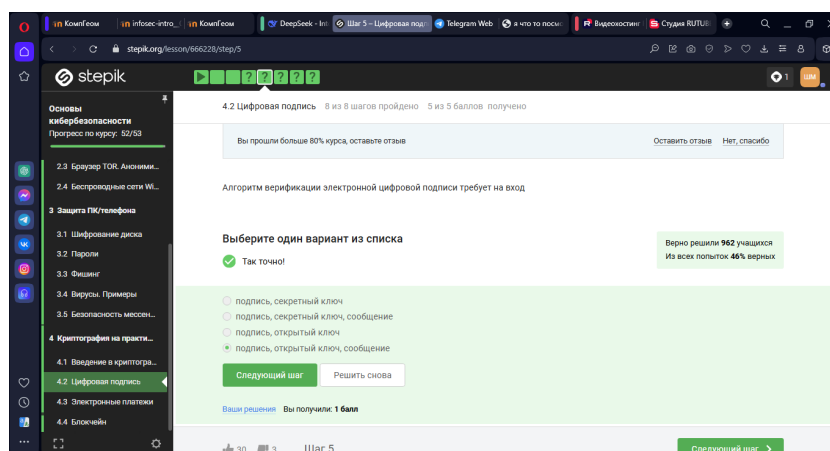 КомпГеом
infosec-intro_
КомпГеом
DeepSeek - Int
Шаг 5 – Цифровая подп
Telegram Web
я что то посмо
Видеохостинг
Студия RUTUB
stepik.org/lesson/666228/step/5
stepik
? ? ? ? ?
1
ШМ
Основы кибербезопасности
Прогресс по курсу: 52/53
2.3 Браузер TOR. Аноними...
2.4 Беспроводные сети Wi...
3 Защита ПК/телефона
3.1 Шифрование диска
3.2 Пароли
3.3 Фишинг
3.4 Вирусы. Примеры
3.5 Безопасность мессен...
4 Криптография на практи...
4.1 Введение в криптогра...
4.2 Цифровая подпись
4.3 Электронные платежи
4.4 Блокчейн
4.2 Цифровая подпись 8 из 8 шагов пройдено 5 из 5 баллов получено
Вы прошли больше 80% курса, оставьте отзыв
Оставить отзыв Нет, спасибо
Алгоритм верификации электронной цифровой подписи требует на вход
Выберите один вариант из списка
Так точно!
Верно решили 962 учащихся
Из всех попыток 46% верных
подпись, секретный ключ
подпись, секретный ключ, сообщение
подпись, открытый ключ
подпись, открытый ключ, сообщение
Следующий шаг Решить снова
Ваши решения Вы получили: 1 балл
30 3 Шаг 5
Следующий шаг